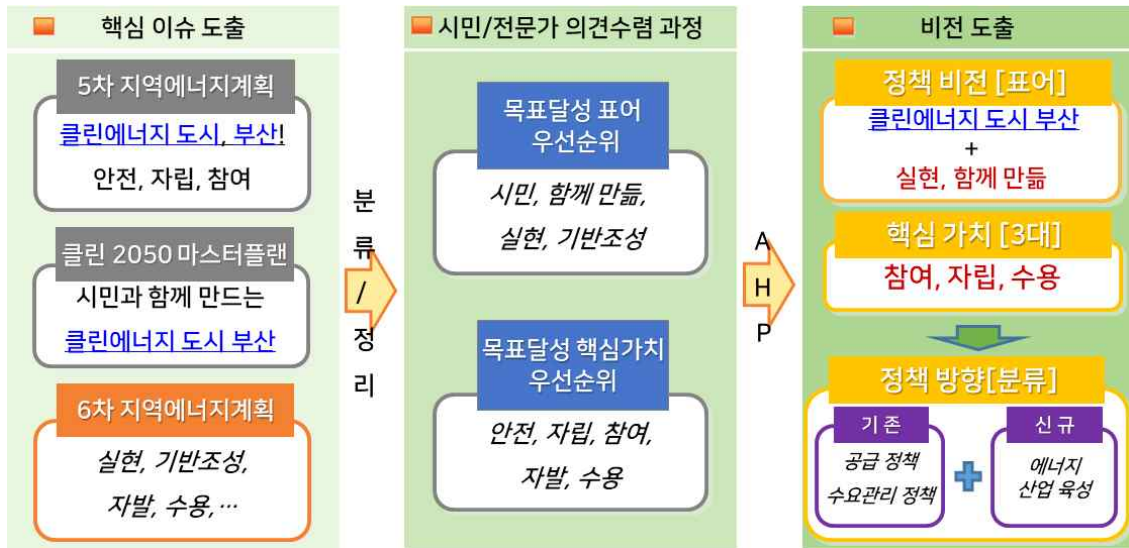 핵심 이슈 도출
5차 지역에너지계획
클린에너지 도시, 부산!
안전, 자립, 참여
클린 2050 마스터플랜
시민과 함께 만드는
클린에너지 도시 부산
6차 지역에너지계획
실현, 기반조성,
자발, 수용,…
분
류
/
정
리
시민/전문가 의견수렴 과정
목표달성 표어
우선순위
시민, 함께 만듦,
실현, 기반조성
목표달성 핵심가치
우선순위
안전, 자립, 참여,
자발, 수용
A
H
P
비전 도출
정책 비전 [표어]
클린에너지 도시 부산
+
실현, 함께 만듦
핵심 가치 [3대]
참여, 자립, 수용
정책 방향[분류]
기 존
공급 정책
수요관리 정책
신 규
에너지
산업 육성